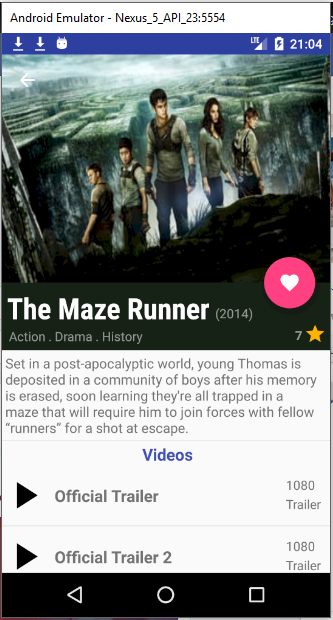 Android Emulator - Nexus_5_API_23:5554
LTE 21:04
The Maze Runner (2014)
Action . Drama . History 7
Set in a post-apocalyptic world, young Thomas is
deposited in a community of boys after his memory
is erased, soon learning they're all trapped in a
maze that will require him to join forces with fellow
“runners” for a shot at escape.
Videos
Official Trailer
1080
Trailer
Official Trailer 2
1080
Trailer